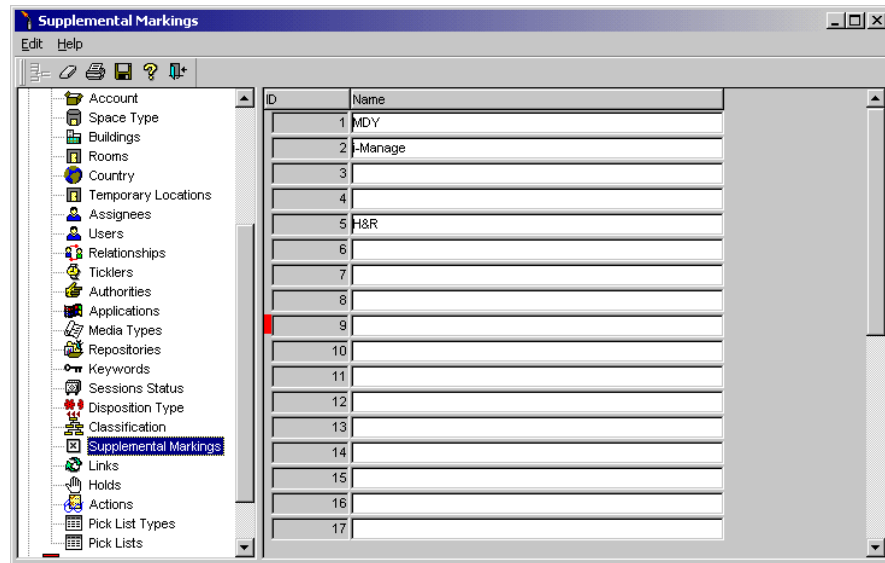 Supplemental Markings
Edit Help
Account
Space Type
Buildings
Rooms
Country
Temporary Locations
Assignees
Users
Relationships
Ticklers
Authorities
Applications
Media Types
Repositories
Keywords
Sessions Status
Disposition Type
Classification
Supplemental Markings
Links
Holds
Actions
Pick List Types
Pick Lists
ID Name
1 MDY
2 i-Manage
3
4
5 H&R
6
7
8
9
10
11
12
13
14
15
16
17